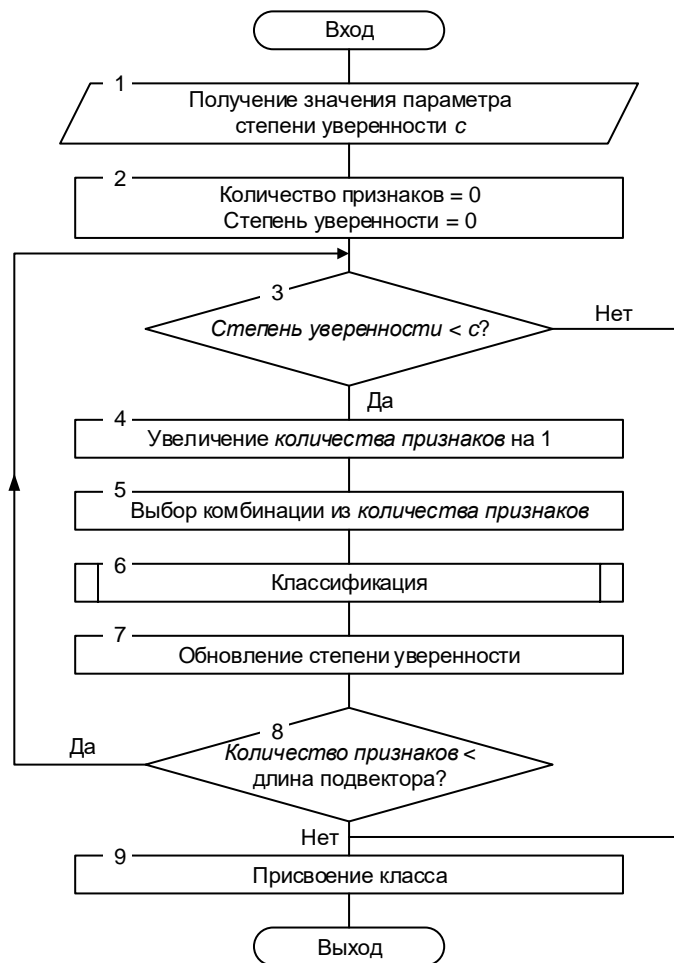 Вход
1
Получение значения параметра
степени уверенности c
2
Количество признаков = 0
Степень уверенности = 0
3
Степень уверенности < c?
Нет
Да
4
Увеличение количества признаков на 1
5
Выбор комбинации из количества признаков
6
Классификация
7
Обновление степени уверенности
8
Да
Количество признаков <
длина подвектора?
Нет
9
Присвоение класса
Выход